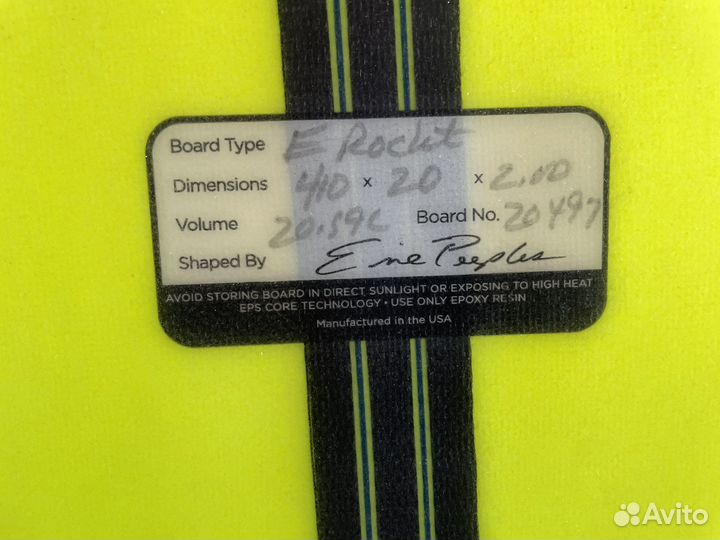 Board Type E Rocket
Dimensions 4'10 x 20 x 2.00
Volume 20.59L Board No. 20497
Shaped By
AVOID STORING BOARD IN DIRECT SUNLIGHT OR EXPOSING TO HIGH HEAT
EPS CORE TECHNOLOGY • USE ONLY EPOXY RESIN
Manufactured in the USA
Avito